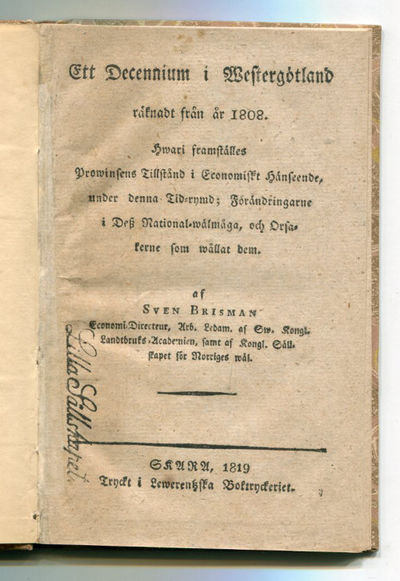 Ett Decennium i Westergötland
räknadt från år 1808.
Hwari framställes
Prowinsens Tillstånd i Economiskt Hänseende,
under denna Tid-rymd; Förändringarne
i Deß National-wälmåga, och Orsa-
kerne som wållat dem.
af
SVEN BRISMAN
Economi-Directeur, Arb. Ledam. af Sw. Kongl.
Landtbruks-Academien, samt af Kongl. Säll-
skapet för Norriges wäl.
SKARA, 1819
Tryckt i Lewerentzska Boktryckeriet.
Lilla Sällskapet